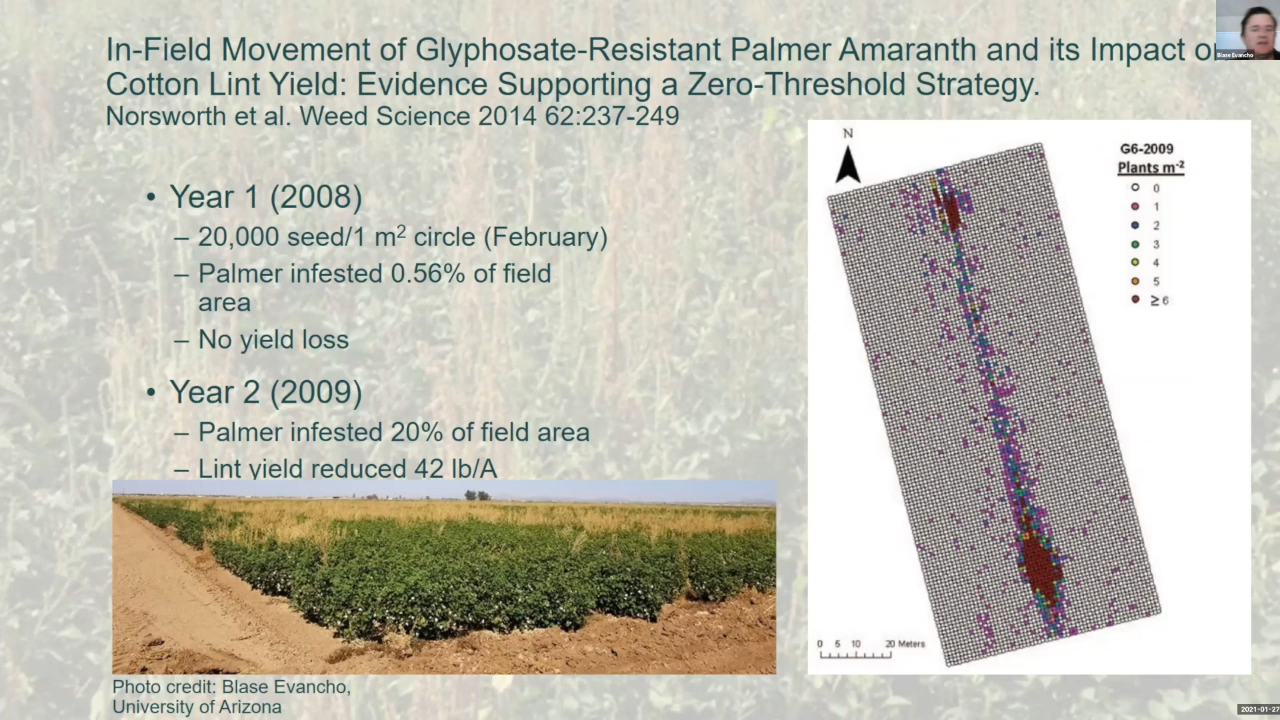 In-Field Movement of Glyphosate-Resistant Palmer Amaranth and its Impact o
Cotton Lint Yield: Evidence Supporting a Zero-Threshold Strategy.
Norsworth et al. Weed Science 2014 62:237-249
• Year 1 (2008)
– 20,000 seed/1 m² circle (February)
– Palmer infested 0.56% of field
area
– No yield loss
• Year 2 (2009)
– Palmer infested 20% of field area
– Lint yield reduced 42 lb/A
Photo credit: Blase Evancho,
University of Arizona
N
G6-2009
Plants m⁻²
0
1
2
3
4
5
≥ 6
0 5 10 20 Meters
Blase Evancho
2021-01-27